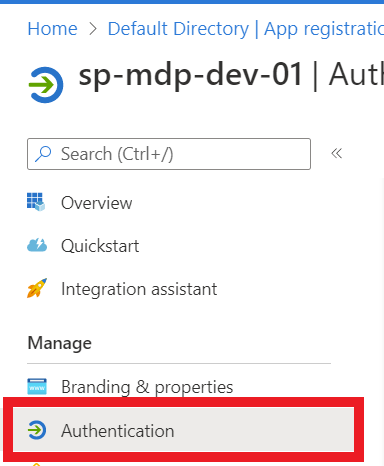 Home > Default Directory | App registratio
sp-mdp-dev-01 | Aut
Search (Ctrl+/)
Overview
Quickstart
Integration assistant
Manage
Branding & properties
Authentication